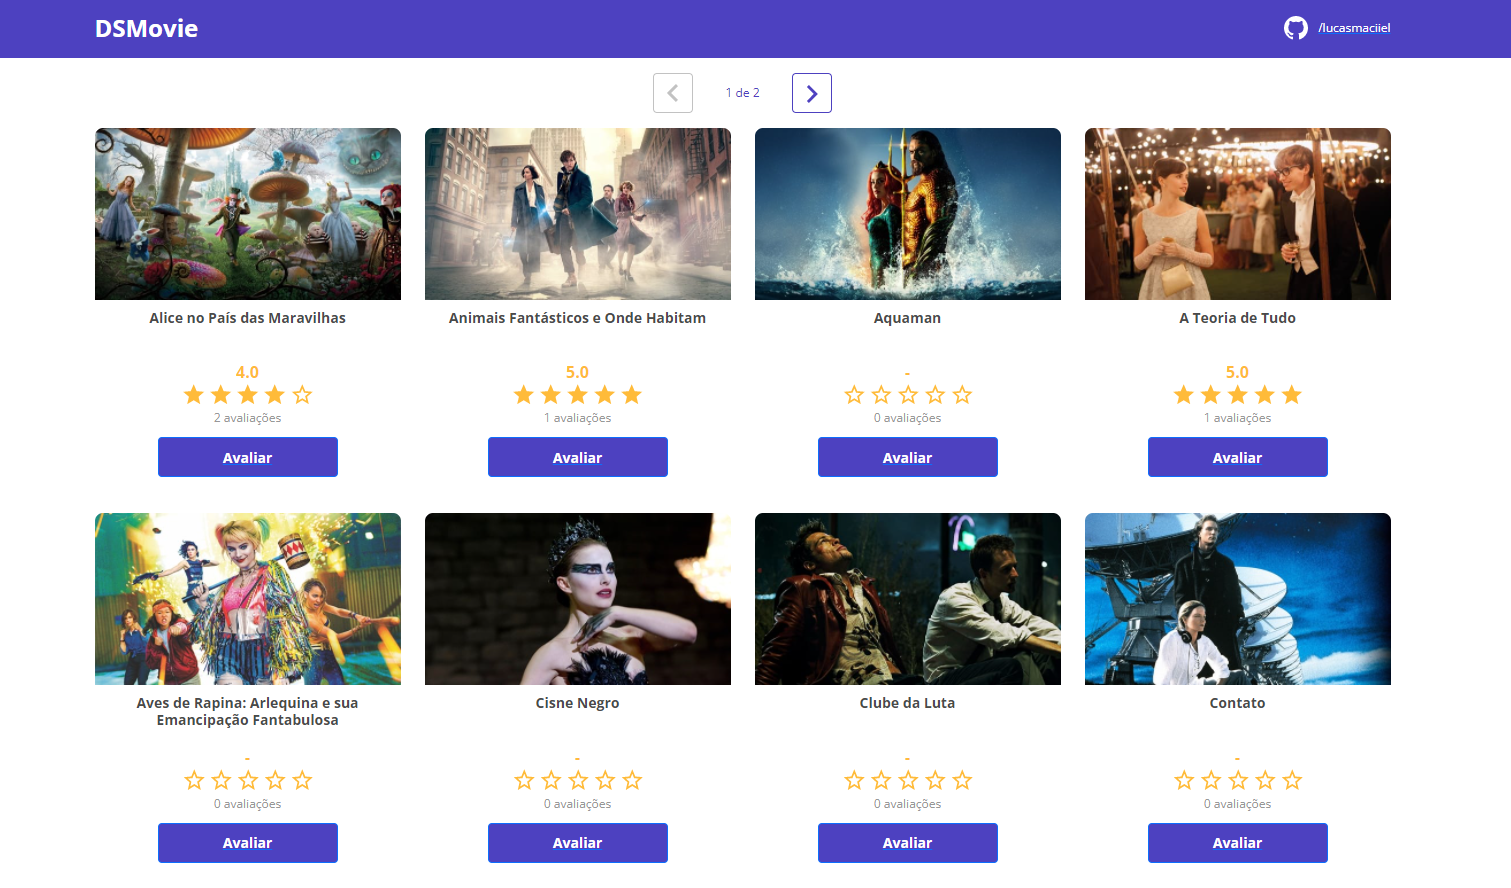 DSMovie
/lucasmaciiel
1 de 2
Alice no País das Maravilhas
4.0
2 avaliações
Avaliar
Animais Fantásticos e Onde Habitam
5.0
1 avaliações
Avaliar
Aquaman
-
0 avaliações
Avaliar
A Teoria de Tudo
5.0
1 avaliações
Avaliar
Aves de Rapina: Arlequina e sua
Emancipação Fantabulosa
-
0 avaliações
Avaliar
Cisne Negro
-
0 avaliações
Avaliar
Clube da Luta
-
0 avaliações
Avaliar
Contato
-
0 avaliações
Avaliar